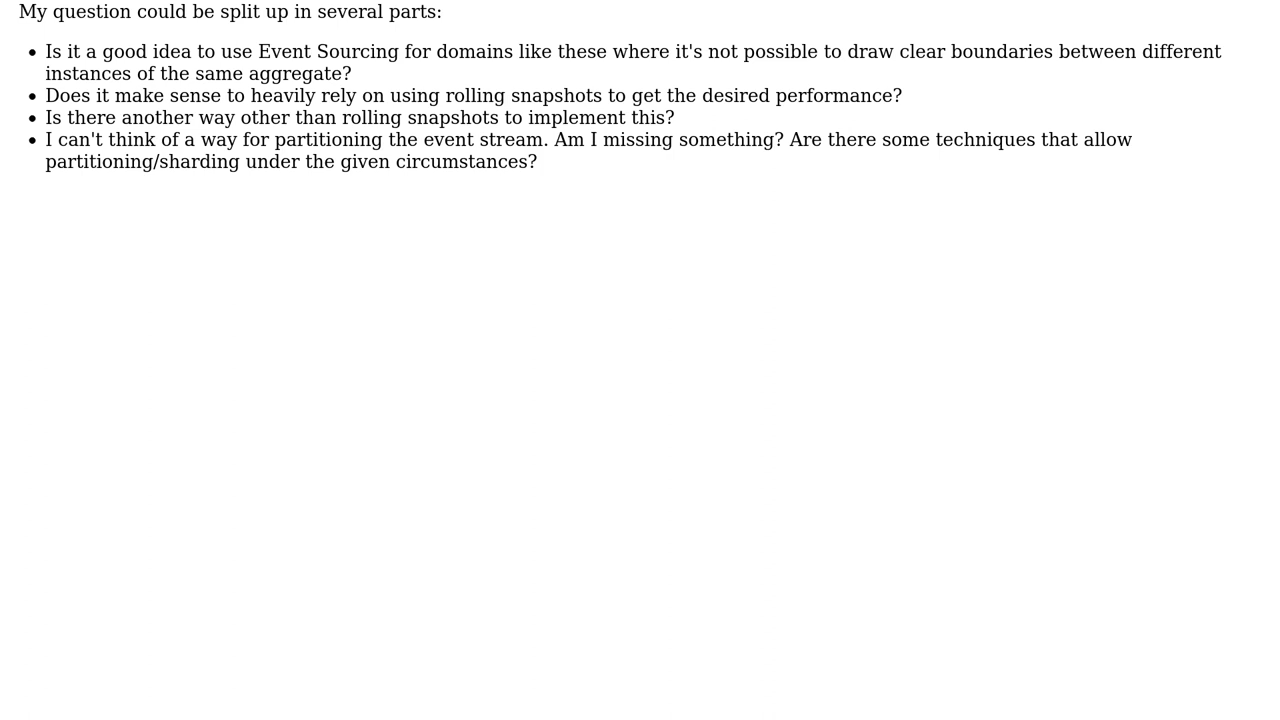 My question could be split up in several parts:
• Is it a good idea to use Event Sourcing for domains like these where it's not possible to draw clear boundaries between different
instances of the same aggregate?
• Does it make sense to heavily rely on using rolling snapshots to get the desired performance?
• Is there another way other than rolling snapshots to implement this?
• I can't think of a way for partitioning the event stream. Am I missing something? Are there some techniques that allow
partitioning/sharding under the given circumstances?